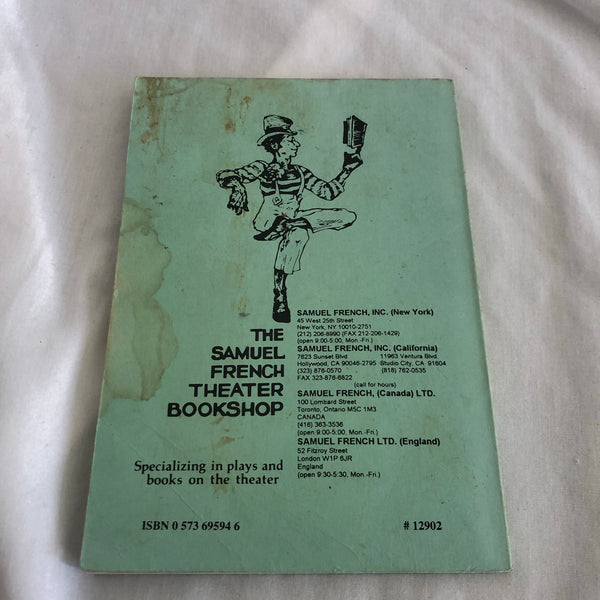 THE
SAMUEL
FRENCH
THEATER
BOOKSHOP
Specializing in plays and
books on the theater
SAMUEL FRENCH, INC. (New York)
45 West 25th Street
New York, NY 10010-2751
(212) 206-8990 (FAX 212-206-1429)
(open 9:00-5:00, Mon.-Fri.)
SAMUEL FRENCH, INC. (California)
7623 Sunset Blvd 11963 Ventura Blvd.
Hollywood, CA 90046-2795 Studio City, CA 91604
(323) 876-0570 (818) 762-0535
FAX 323-876-6822
(call for hours)
SAMUEL FRENCH, (Canada) LTD.
100 Lombard Street
Toronto, Ontario M5C 1M3
CANADA
(416) 363-3536
(open 9:00-5:00, Mon.-Fri.)
SAMUEL FRENCH LTD. (England)
52 Fitzroy Street
London W1P 6JR
England
(open 9:30-5:30, Mon.-Fri.)
ISBN 0 573 69594 6 # 12902